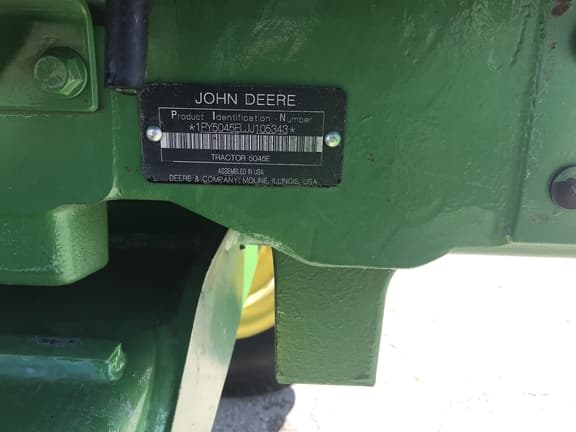 JOHN DEERE
Product Identification Number
*1PY5045ELJJ105343*
TRACTOR 5045E
ASSEMBLED IN USA
DEERE & COMPANY, MOLINE, ILLINOIS, USA